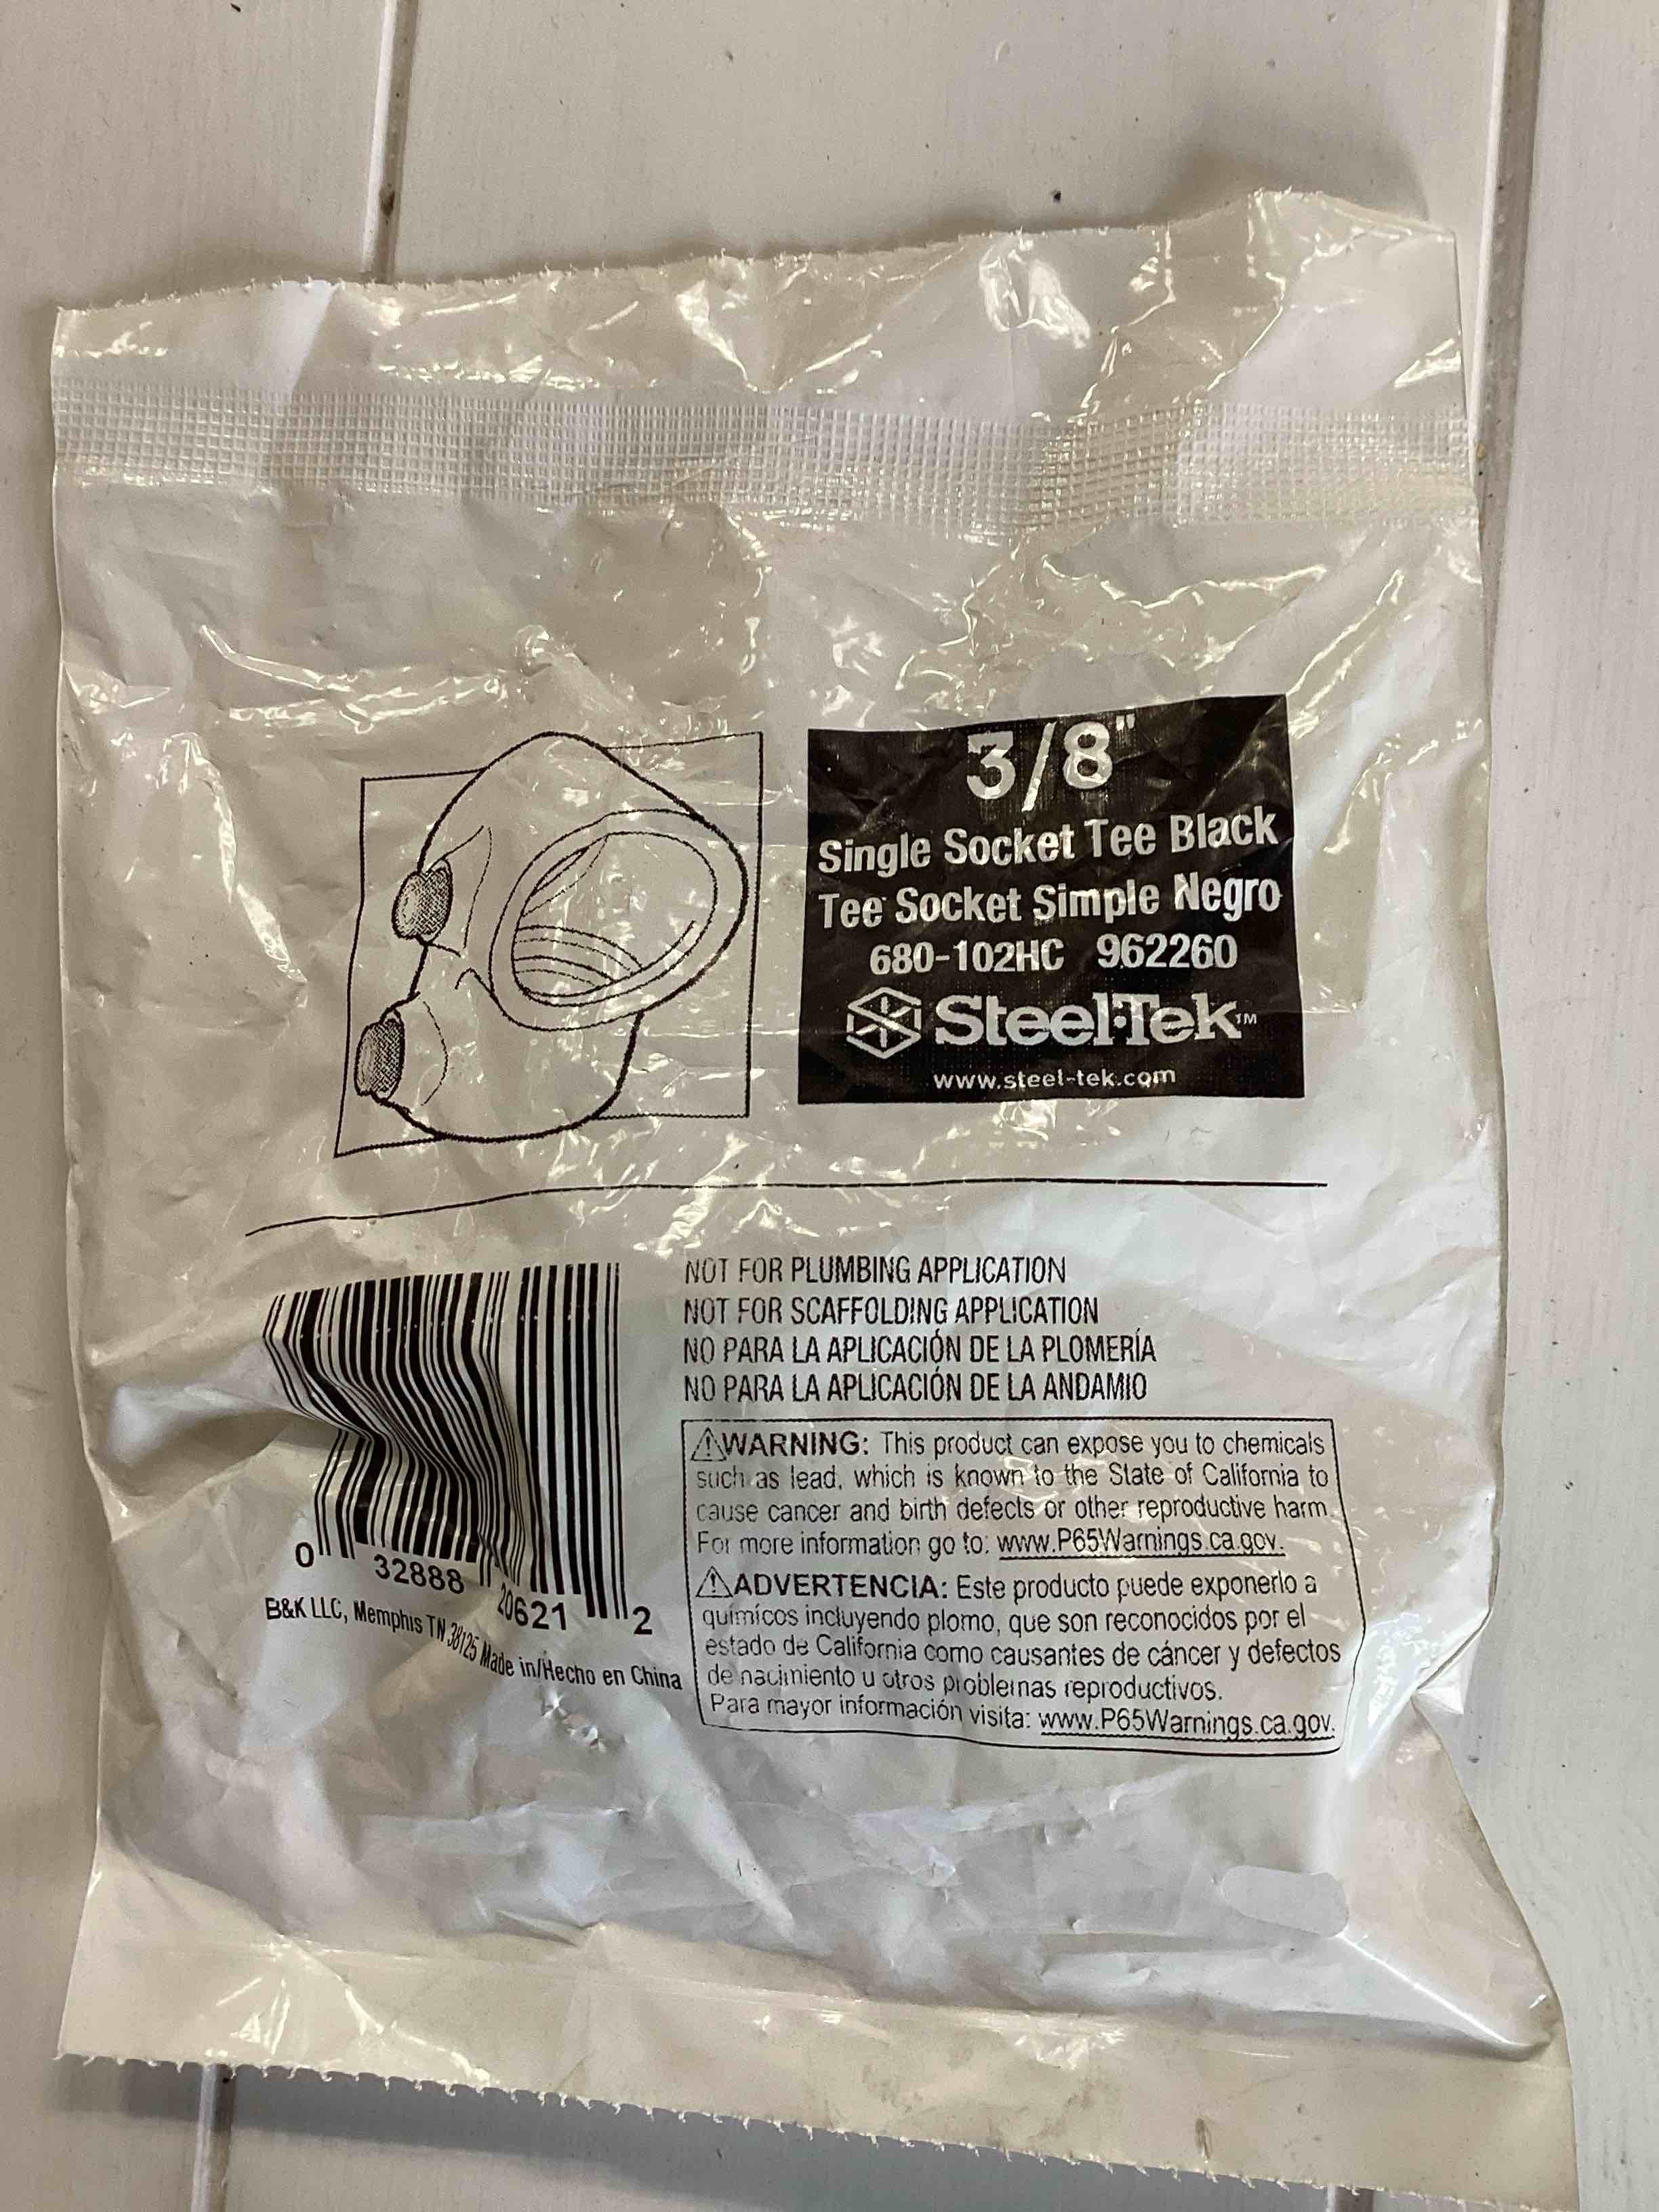 3/8"
Single Socket Tee Black
Tee Socket Simple Negro
680-102HC 962260
Steel·Tek™
www.steel-tek.com
NOT FOR PLUMBING APPLICATION
NOT FOR SCAFFOLDING APPLICATION
NO PARA LA APLICACIÓN DE LA PLOMERÍA
NO PARA LA APLICACIÓN DE LA ANDAMIO
⚠WARNING: This product can expose you to chemicals
such as lead, which is known to the State of California to
cause cancer and birth defects or other reproductive harm.
For more information go to: www.P65Warnings.ca.gov.
⚠ADVERTENCIA: Este producto puede exponerlo a
químicos incluyendo plomo, que son reconocidos por el
estado de California como causantes de cáncer y defectos
de nacimiento u otros problemas reproductivos.
Para mayor información visita: www.P65Warnings.ca.gov.
0 32888 20621 2
B&K LLC, Memphis TN 38125 Made in/Hecho en China